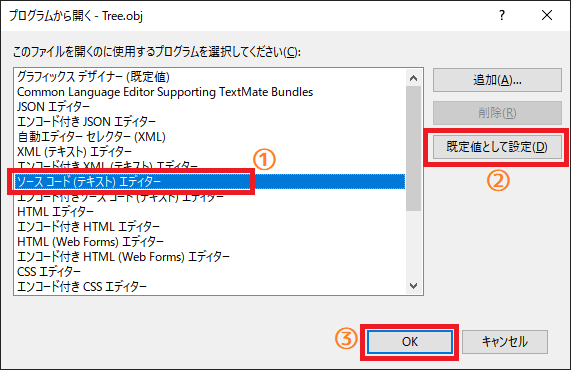 プログラムから開く - Tree.obj
このファイルを開くのに使用するプログラムを選択してください(C):
グラフィックス デザイナー (既定値)
Common Language Editor Supporting TextMate Bundles
JSON エディター
エンコード付き JSON エディター
自動エディター セレクター (XML)
XML (テキスト) エディター
エンコード付き XML (テキスト) エディター
①
ソース コード (テキスト) エディター
エンコード付きソース コード (テキスト) エディター
HTML エディター
エンコード付き HTML エディター
HTML (Web Forms) エディター
エンコード付き HTML (Web Forms) エディター
CSS エディター
エンコード付き CSS エディター
追加(A)...
削除(R)
既定値として設定(D)
②
③
OK
キャンセル